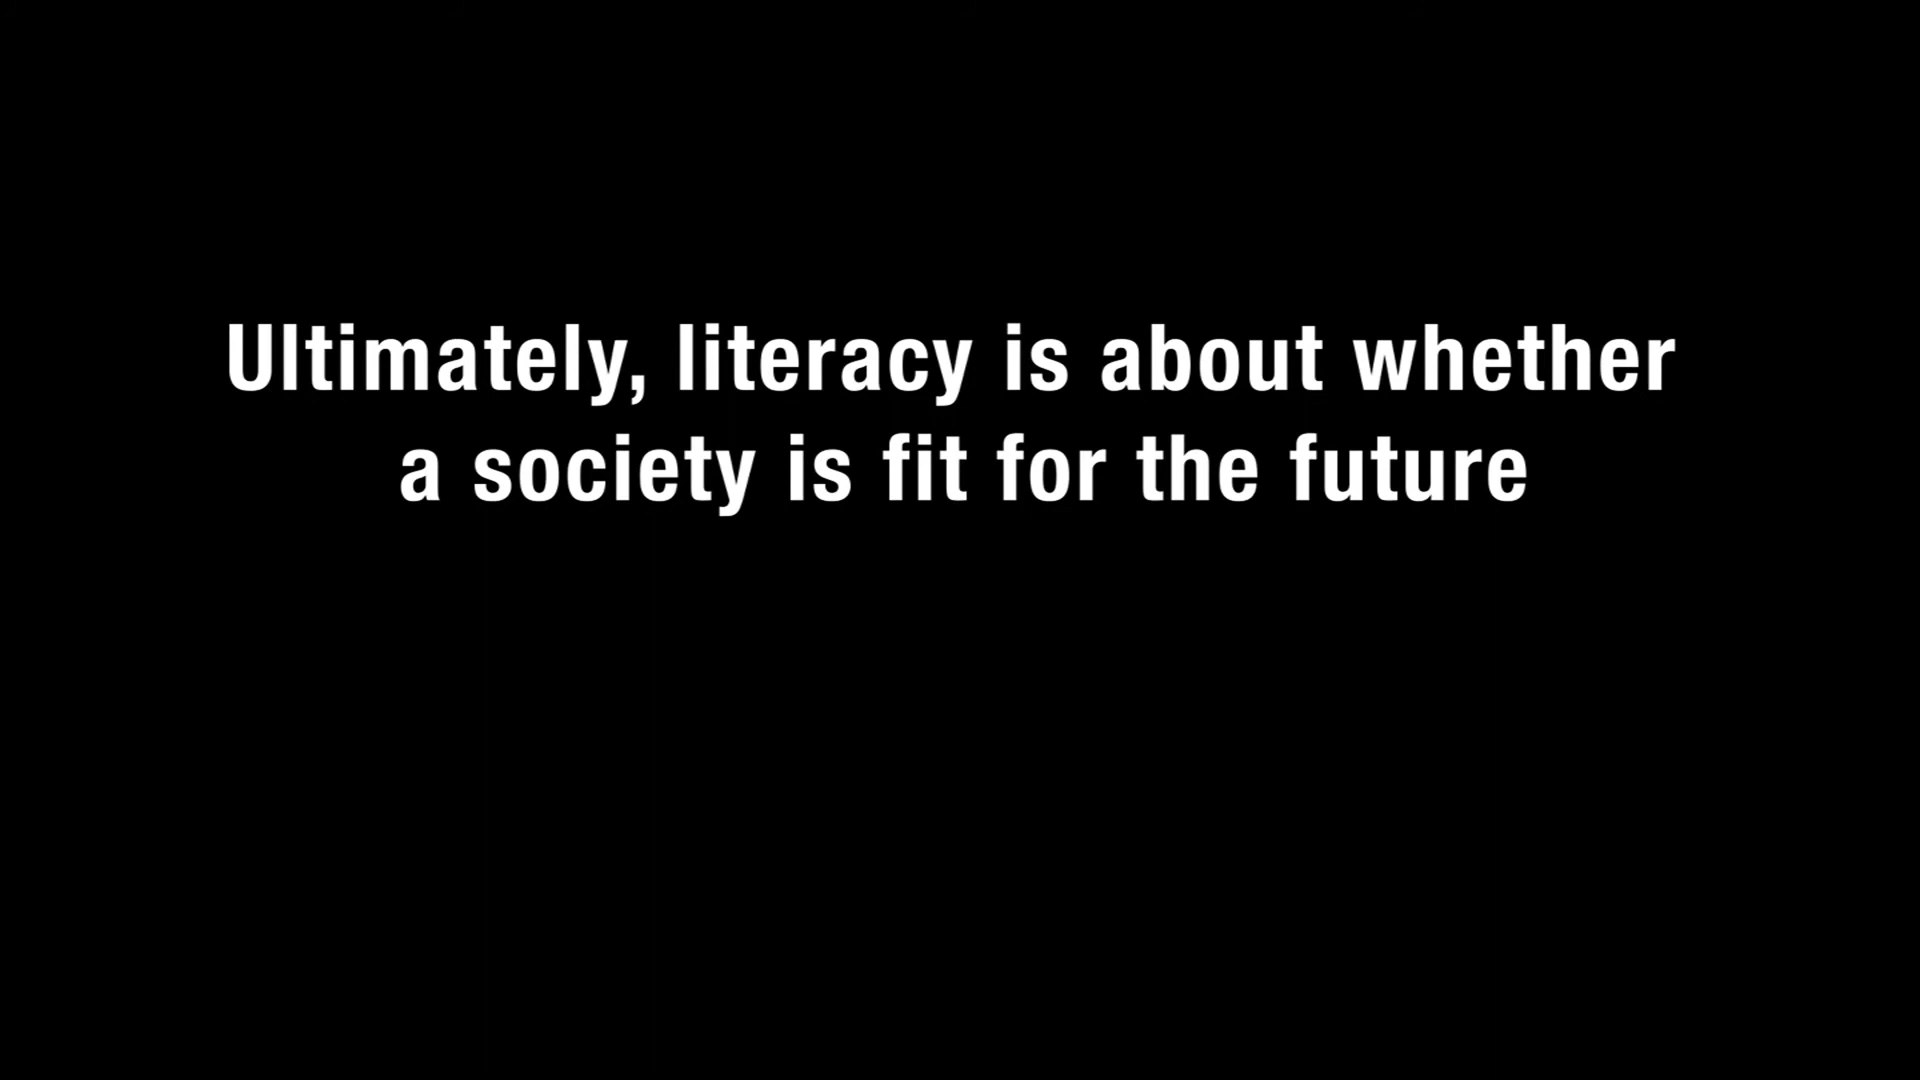 Ultimately, literacy is about whether
a society is fit for the future